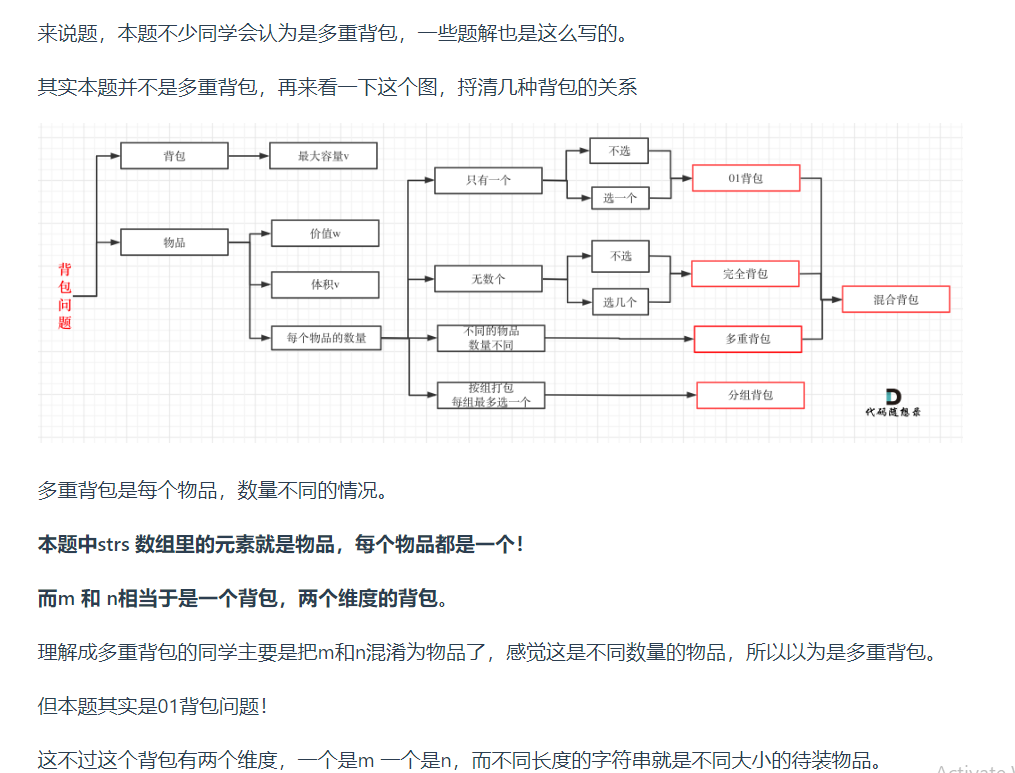 来说题，本题不少同学会认为是多重背包，一些题解也是这么写的。
其实本题并不是多重背包，再来看一下这个图，捋清几种背包的关系
背包
最大容量v
物品
价值w
体积v
每个物品的数量
背包问题
只有一个
不选
选一个
01背包
无数个
不选
选几个
完全背包
不同的物品
数量不同
多重背包
混合背包
按组打包
每组最多选一个
分组背包
代码随想录
多重背包是每个物品，数量不同的情况。
本题中strs 数组里的元素就是物品，每个物品都是一个！
而m 和 n相当于是一个背包，两个维度的背包。
理解成多重背包的同学主要是把m和n混淆为物品了，感觉这是不同数量的物品，所以以为是多重背包。
但本题其实是01背包问题！
这不过这个背包有两个维度，一个是m 一个是n，而不同长度的字符串就是不同大小的待装物品。